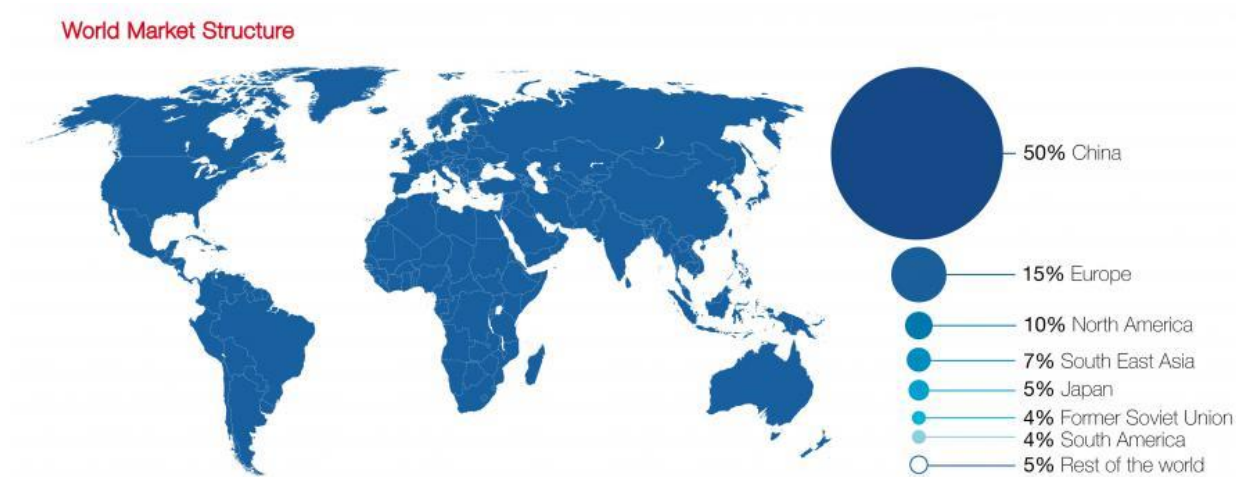 World Market Structure
50% China
15% Europe
10% North America
7% South East Asia
5% Japan
4% Former Soviet Union
4% South America
5% Rest of the world